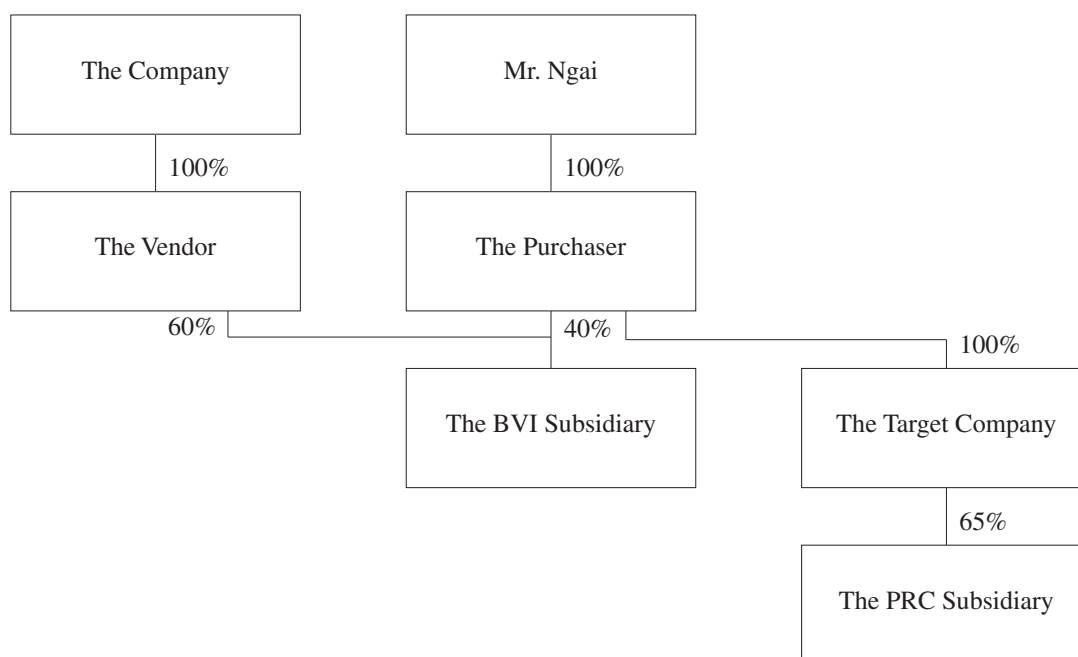 The Company
Mr. Ngai
100%
100%
The Vendor
The Purchaser
60%
40%
100%
The BVI Subsidiary
The Target Company
65%
The PRC Subsidiary